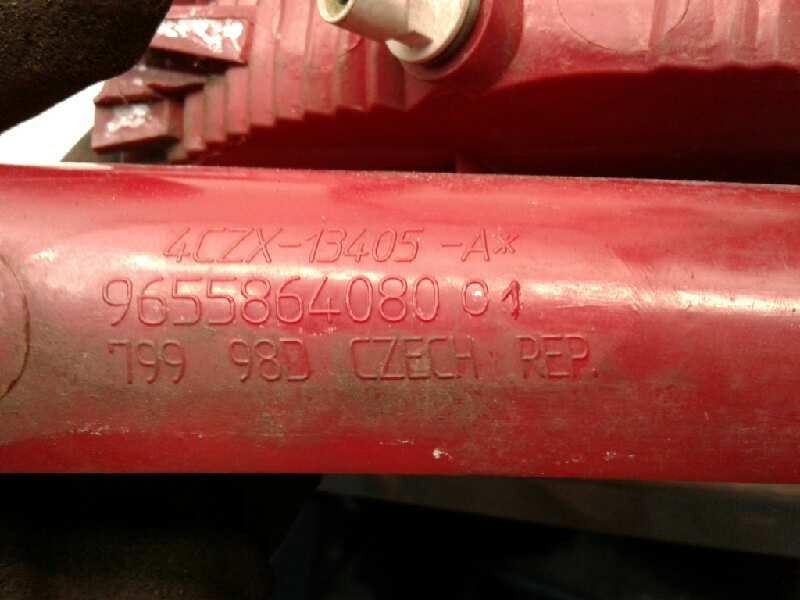 4CZX-13405-A*
9655864080 01
799 98D CZECH REP.